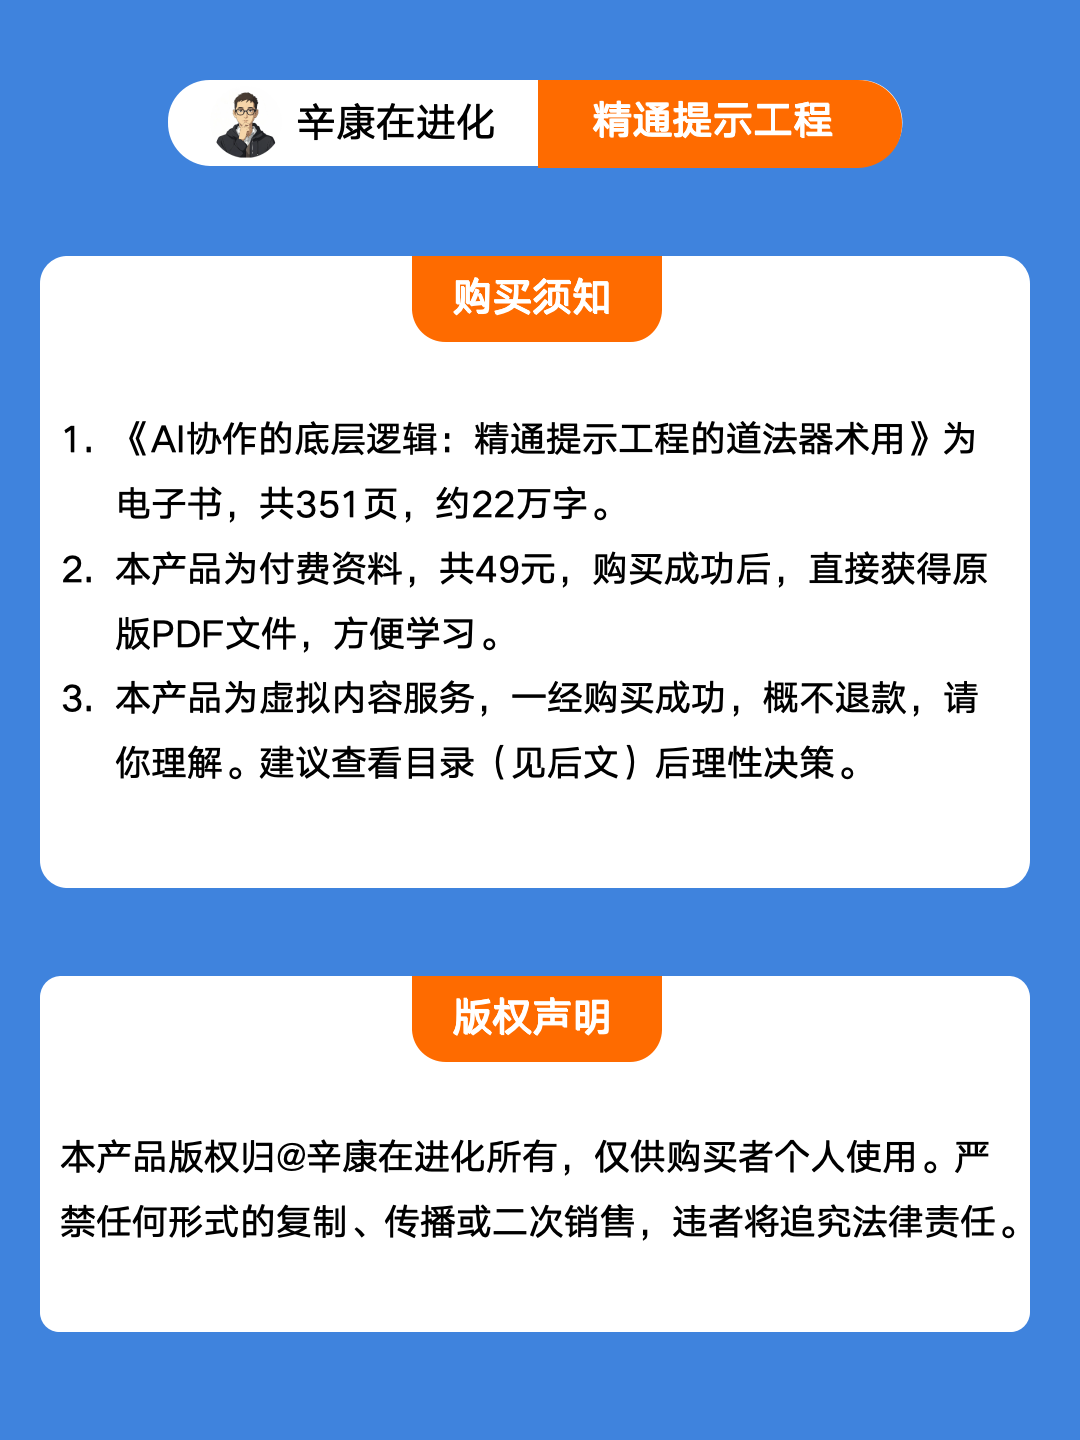 辛康在进化
精通提示工程
购买须知
1. 《AI协作的底层逻辑：精通提示工程的道法器术用》为
电子书，共351页，约22万字。
2. 本产品为付费资料，共49元，购买成功后，直接获得原
版PDF文件，方便学习。
3. 本产品为虚拟内容服务，一经购买成功，概不退款，请
你理解。建议查看目录（见后文）后理性决策。
版权声明
本产品版权归@辛康在进化所有，仅供购买者个人使用。严
禁任何形式的复制、传播或二次销售，违者将追究法律责任。